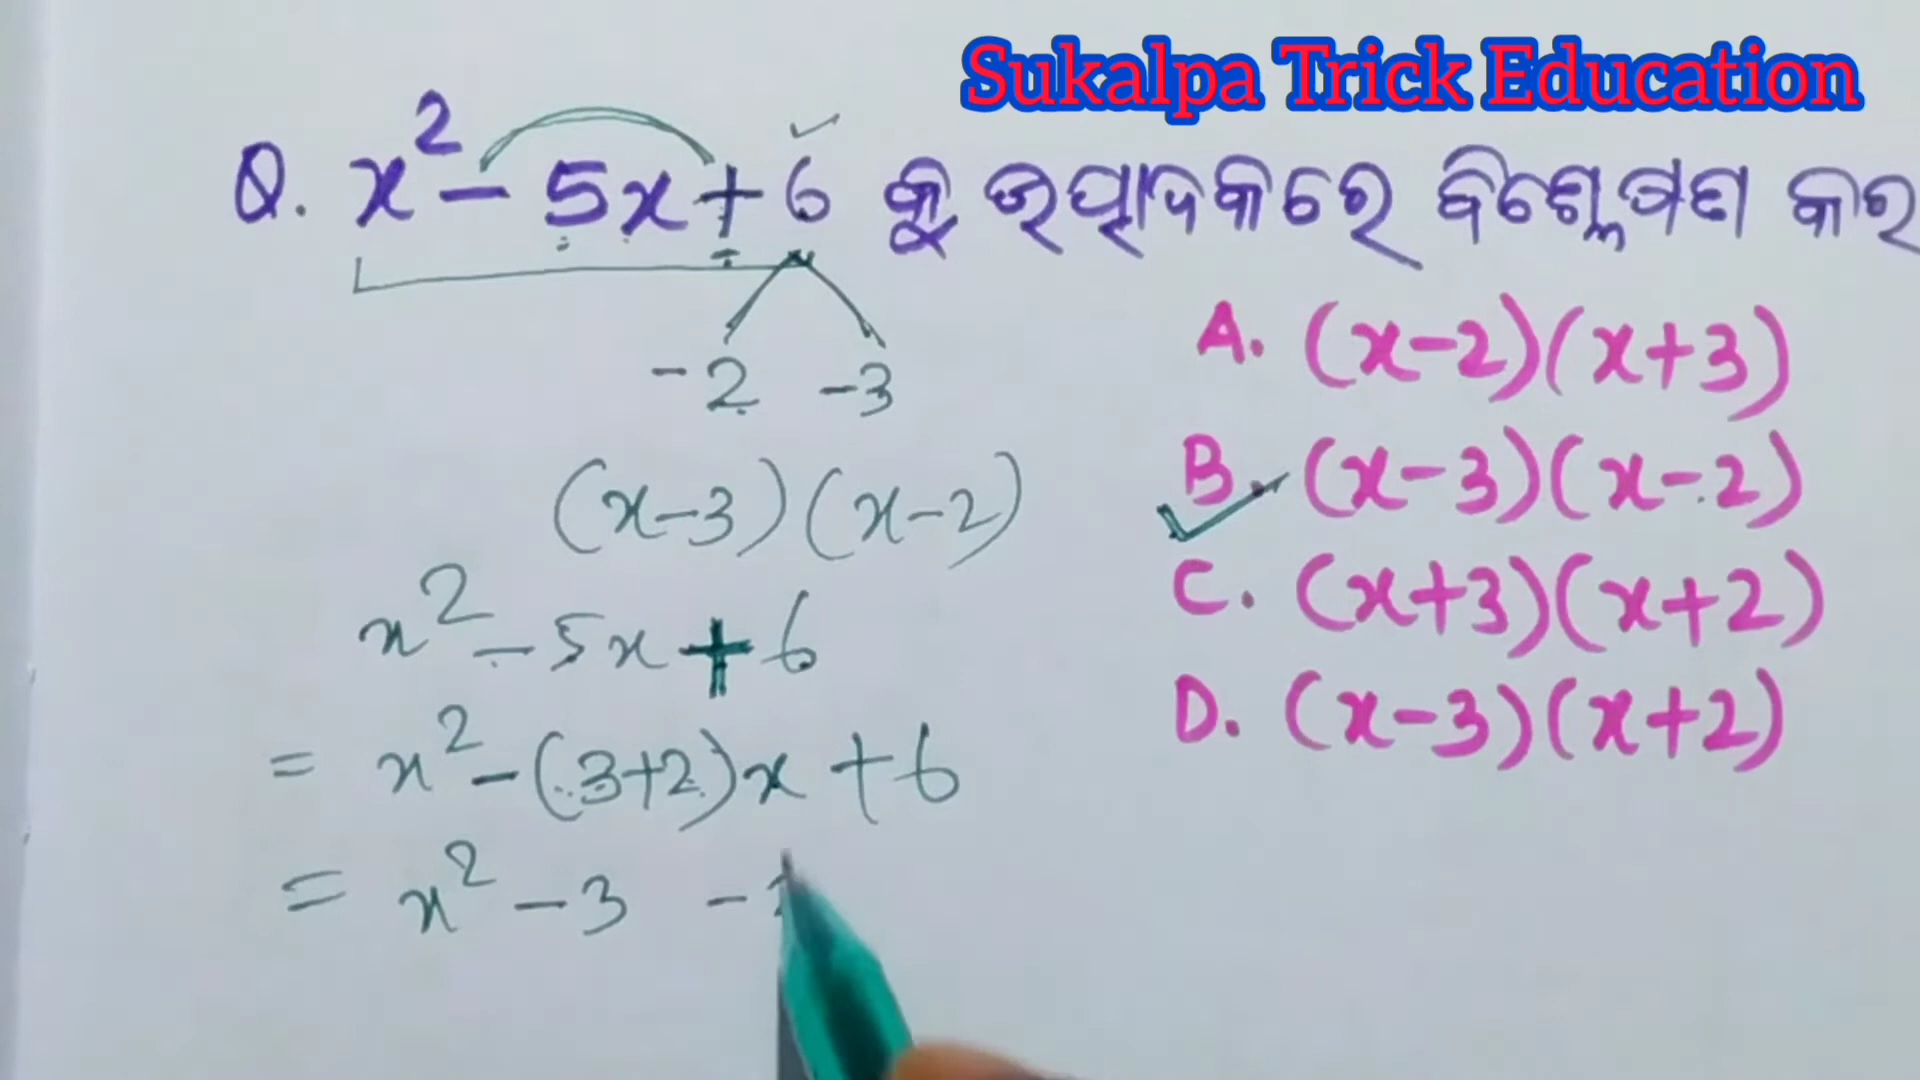 Sukalpa Trick Education
Q. x² - 5x + 6 କୁ ଉତ୍ପାଦକରେ ବିଶ୍ଳେଷଣ କର
-2 -3
A. (x-2)(x+3)
B. (x-3)(x-2)
C. (x+3)(x+2)
D. (x-3)(x+2)
(x-3)(x-2)
x² - 5x + 6
= x² - (3+2)x + 6
= x² - 3 -